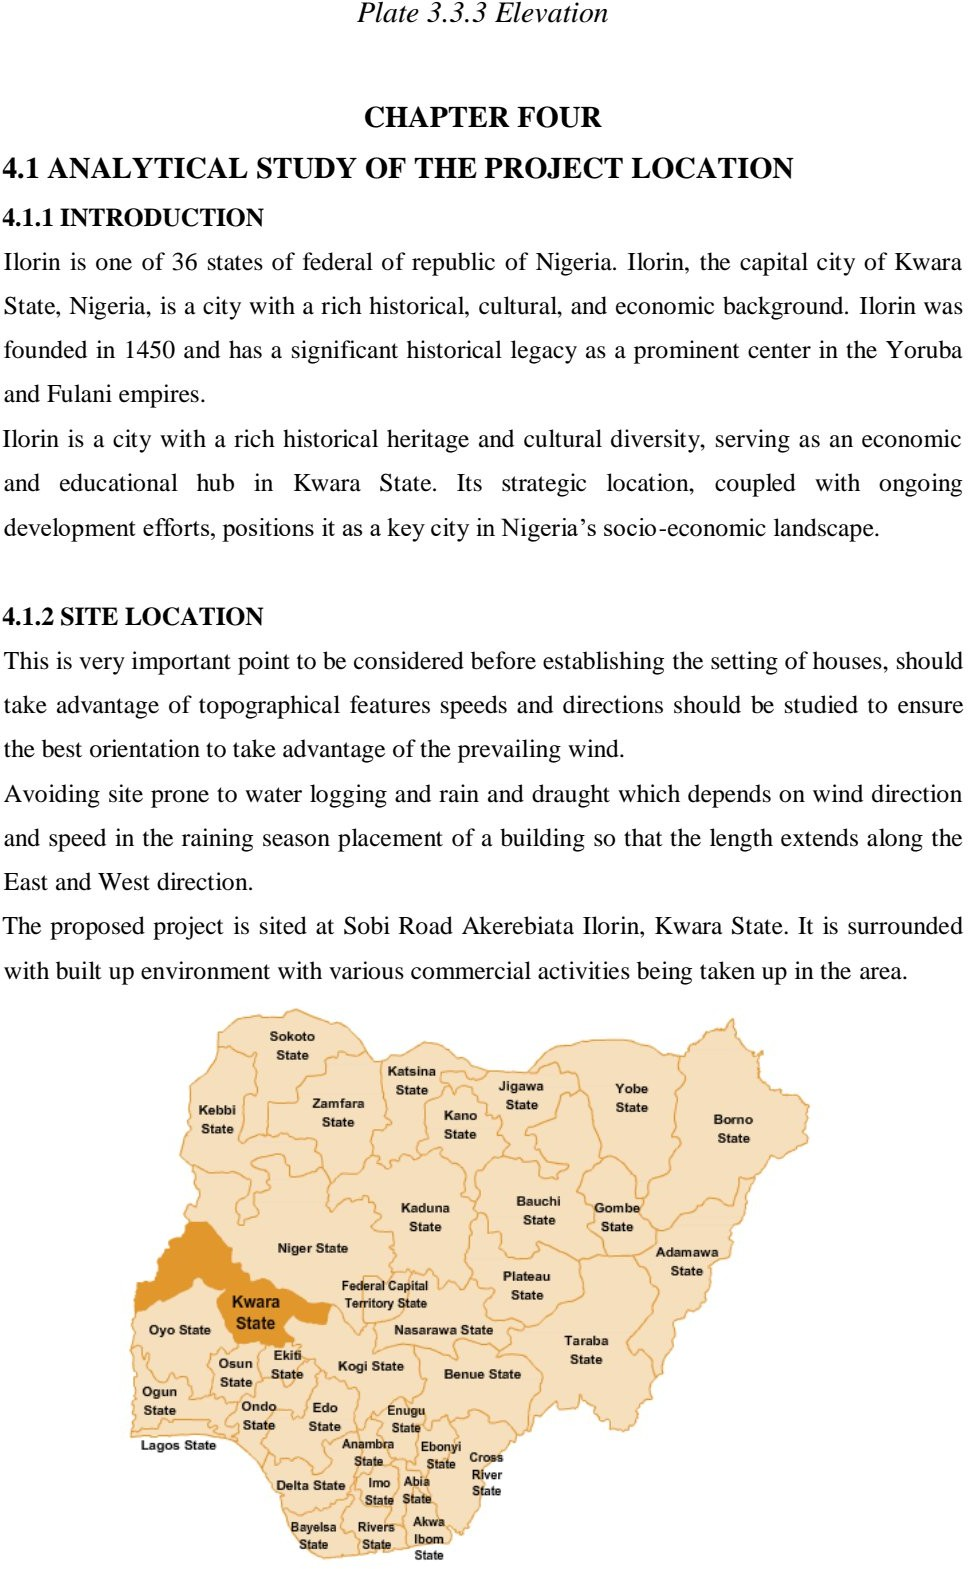 Plate 3.3.3 Elevation
CHAPTER FOUR
4.1 ANALYTICAL STUDY OF THE PROJECT LOCATION
4.1.1 INTRODUCTION
Ilorin is one of 36 states of federal of republic of Nigeria. Ilorin, the capital city of Kwara
State, Nigeria, is a city with a rich historical, cultural, and economic background. Ilorin was
founded in 1450 and has a significant historical legacy as a prominent center in the Yoruba
and Fulani empires.
Ilorin is a city with a rich historical heritage and cultural diversity, serving as an economic
and educational hub in Kwara State. Its strategic location, coupled with ongoing
development efforts, positions it as a key city in Nigeria’s socio-economic landscape.
4.1.2 SITE LOCATION
This is very important point to be considered before establishing the setting of houses, should
take advantage of topographical features speeds and directions should be studied to ensure
the best orientation to take advantage of the prevailing wind.
Avoiding site prone to water logging and rain and draught which depends on wind direction
and speed in the raining season placement of a building so that the length extends along the
East and West direction.
The proposed project is sited at Sobi Road Akerebiata Ilorin, Kwara State. It is surrounded
with built up environment with various commercial activities being taken up in the area.
Sokoto
State
Katsina
State
Jigawa
State
Yobe
State
Kebbi
State
Zamfara
State
Kano
State
Borno
State
Kaduna
State
Bauchi
State
Gombe
State
Niger State
Adamawa
State
Federal Capital
Territory State
Plateau
State
Kwara
State
Oyo State
Nasarawa State
Taraba
State
Osun
State
Ekiti
State
Kogi State
Benue State
Ogun
State
Ondo
State
Edo
State
Enugu
State
Lagos State
Anambra
State
Ebonyi
State
Cross
River
State
Delta State
Imo
State
Abia
State
Bayelsa
State
Rivers
State
Akwa
Ibom
State